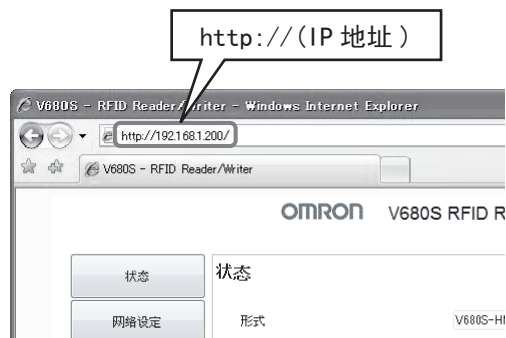 http://(IP 地址)
V680S - RFID Reader/Writer - Windows Internet Explorer
http://192.168.1.200/
V680S - RFID Reader/Writer
OMRON V680S RFID R
状态 状态
网络设定 形式 V680S-H